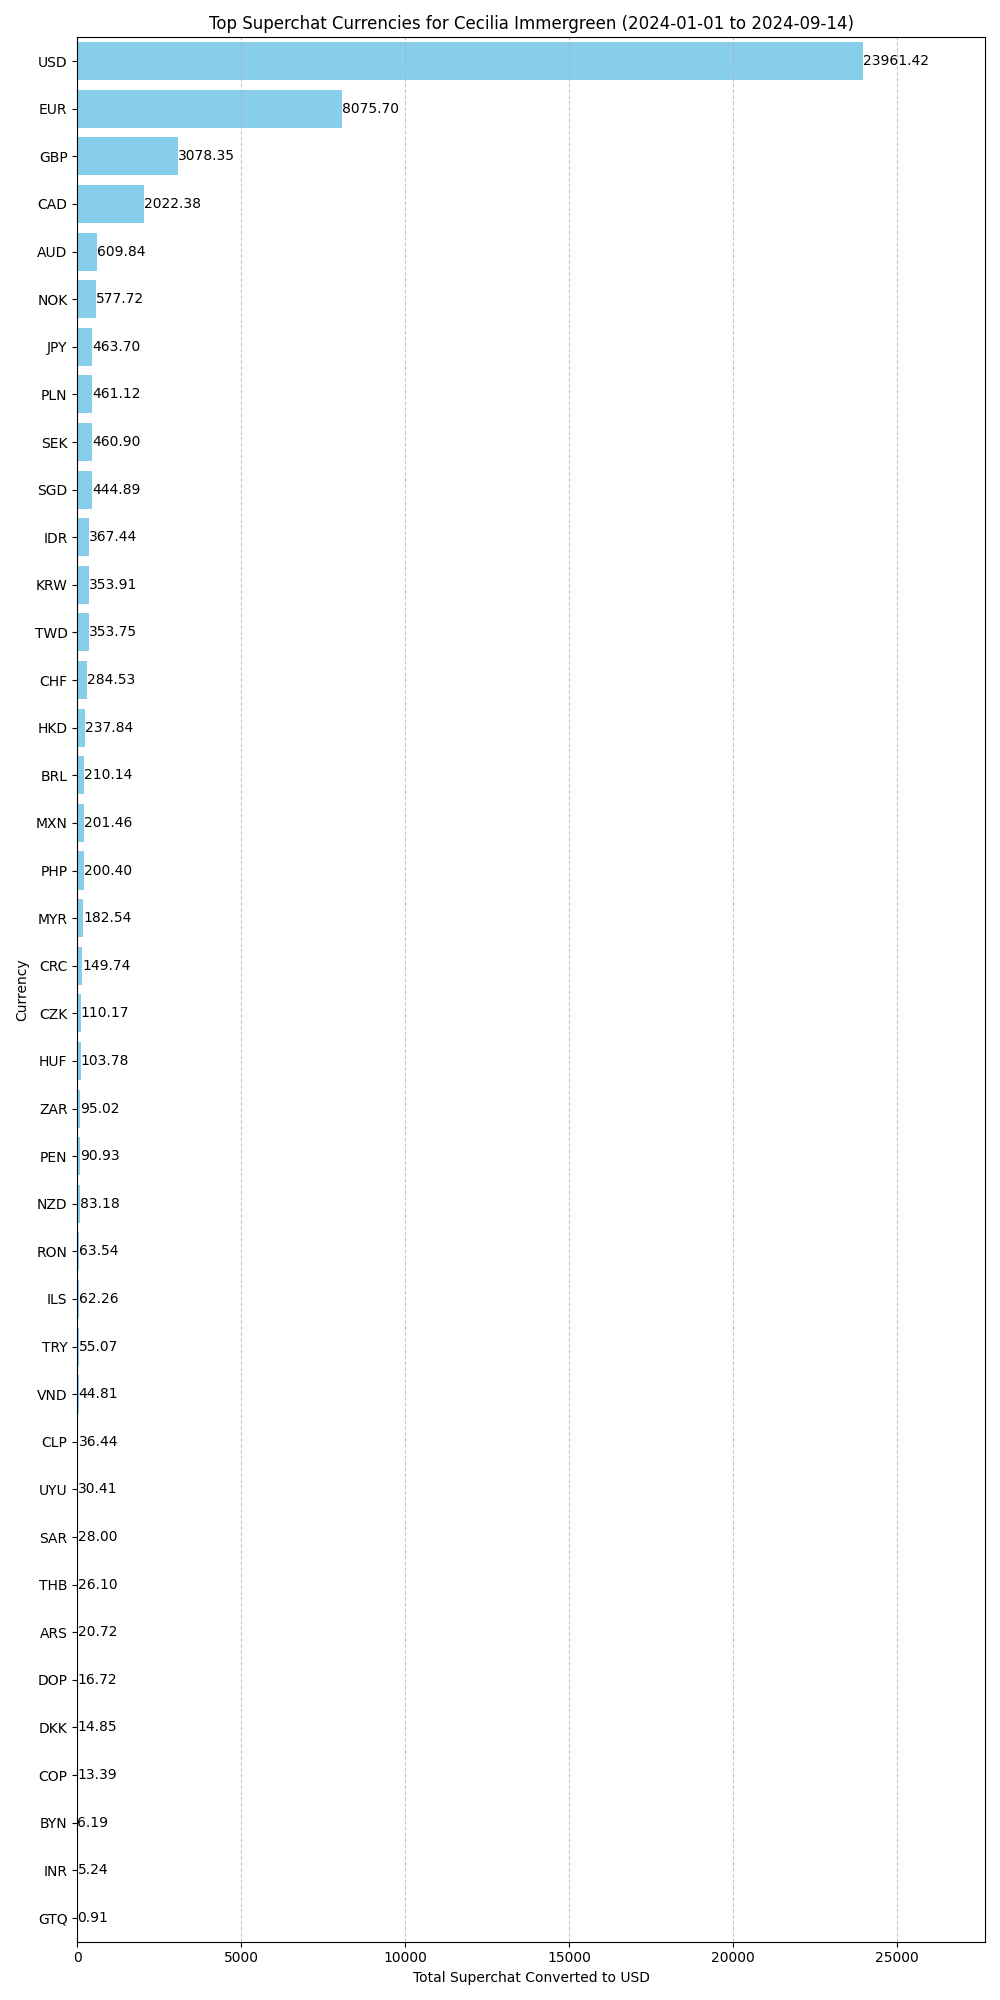 Top Superchat Currencies for Cecilia Immergreen (2024-01-01 to 2024-09-14)
USD 23961.42
EUR 8075.70
GBP 3078.35
CAD 2022.38
AUD 609.84
NOK 577.72
JPY 463.70
PLN 461.12
SEK 460.90
SGD 444.89
IDR 367.44
KRW 353.91
TWD 353.75
CHF 284.53
HKD 237.84
BRL 210.14
MXN 201.46
PHP 200.40
MYR 182.54
CRC 149.74
CZK 110.17
HUF 103.78
ZAR 95.02
PEN 90.93
NZD 83.18
RON 63.54
ILS 62.26
TRY 55.07
VND 44.81
CLP 36.44
UYU 30.41
SAR 28.00
THB 26.10
ARS 20.72
DOP 16.72
DKK 14.85
COP 13.39
BYN 6.19
INR 5.24
GTQ 0.91
Currency
0 5000 10000 15000 20000 25000
Total Superchat Converted to USD